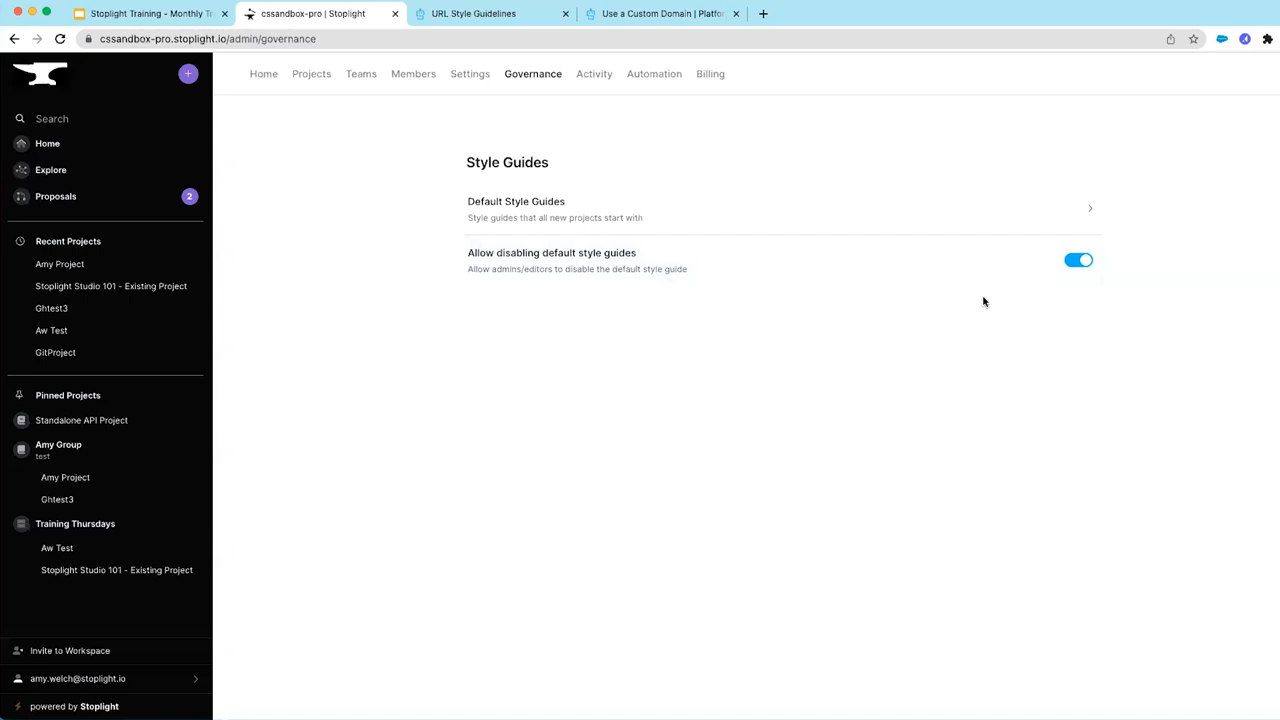 Stoplight Training - Monthly T
cssandbox-pro | Stoplight
URL Style Guidelines
Use a Custom Domain | Platfor
cssandbox-pro.stoplight.io/admin/governance
Home Projects Teams Members Settings Governance Activity Automation Billing
Search
Home
Explore
Proposals 2
Recent Projects
Amy Project
Stoplight Studio 101 - Existing Project
Ghtest3
Aw Test
GitProject
Pinned Projects
Standalone API Project
Amy Group
test
Amy Project
Ghtest3
Training Thursdays
Aw Test
Stoplight Studio 101 - Existing Project
Invite to Workspace
amy.welch@stoplight.io
powered by Stoplight
Style Guides
Default Style Guides
Style guides that all new projects start with
Allow disabling default style guides
Allow admins/editors to disable the default style guide